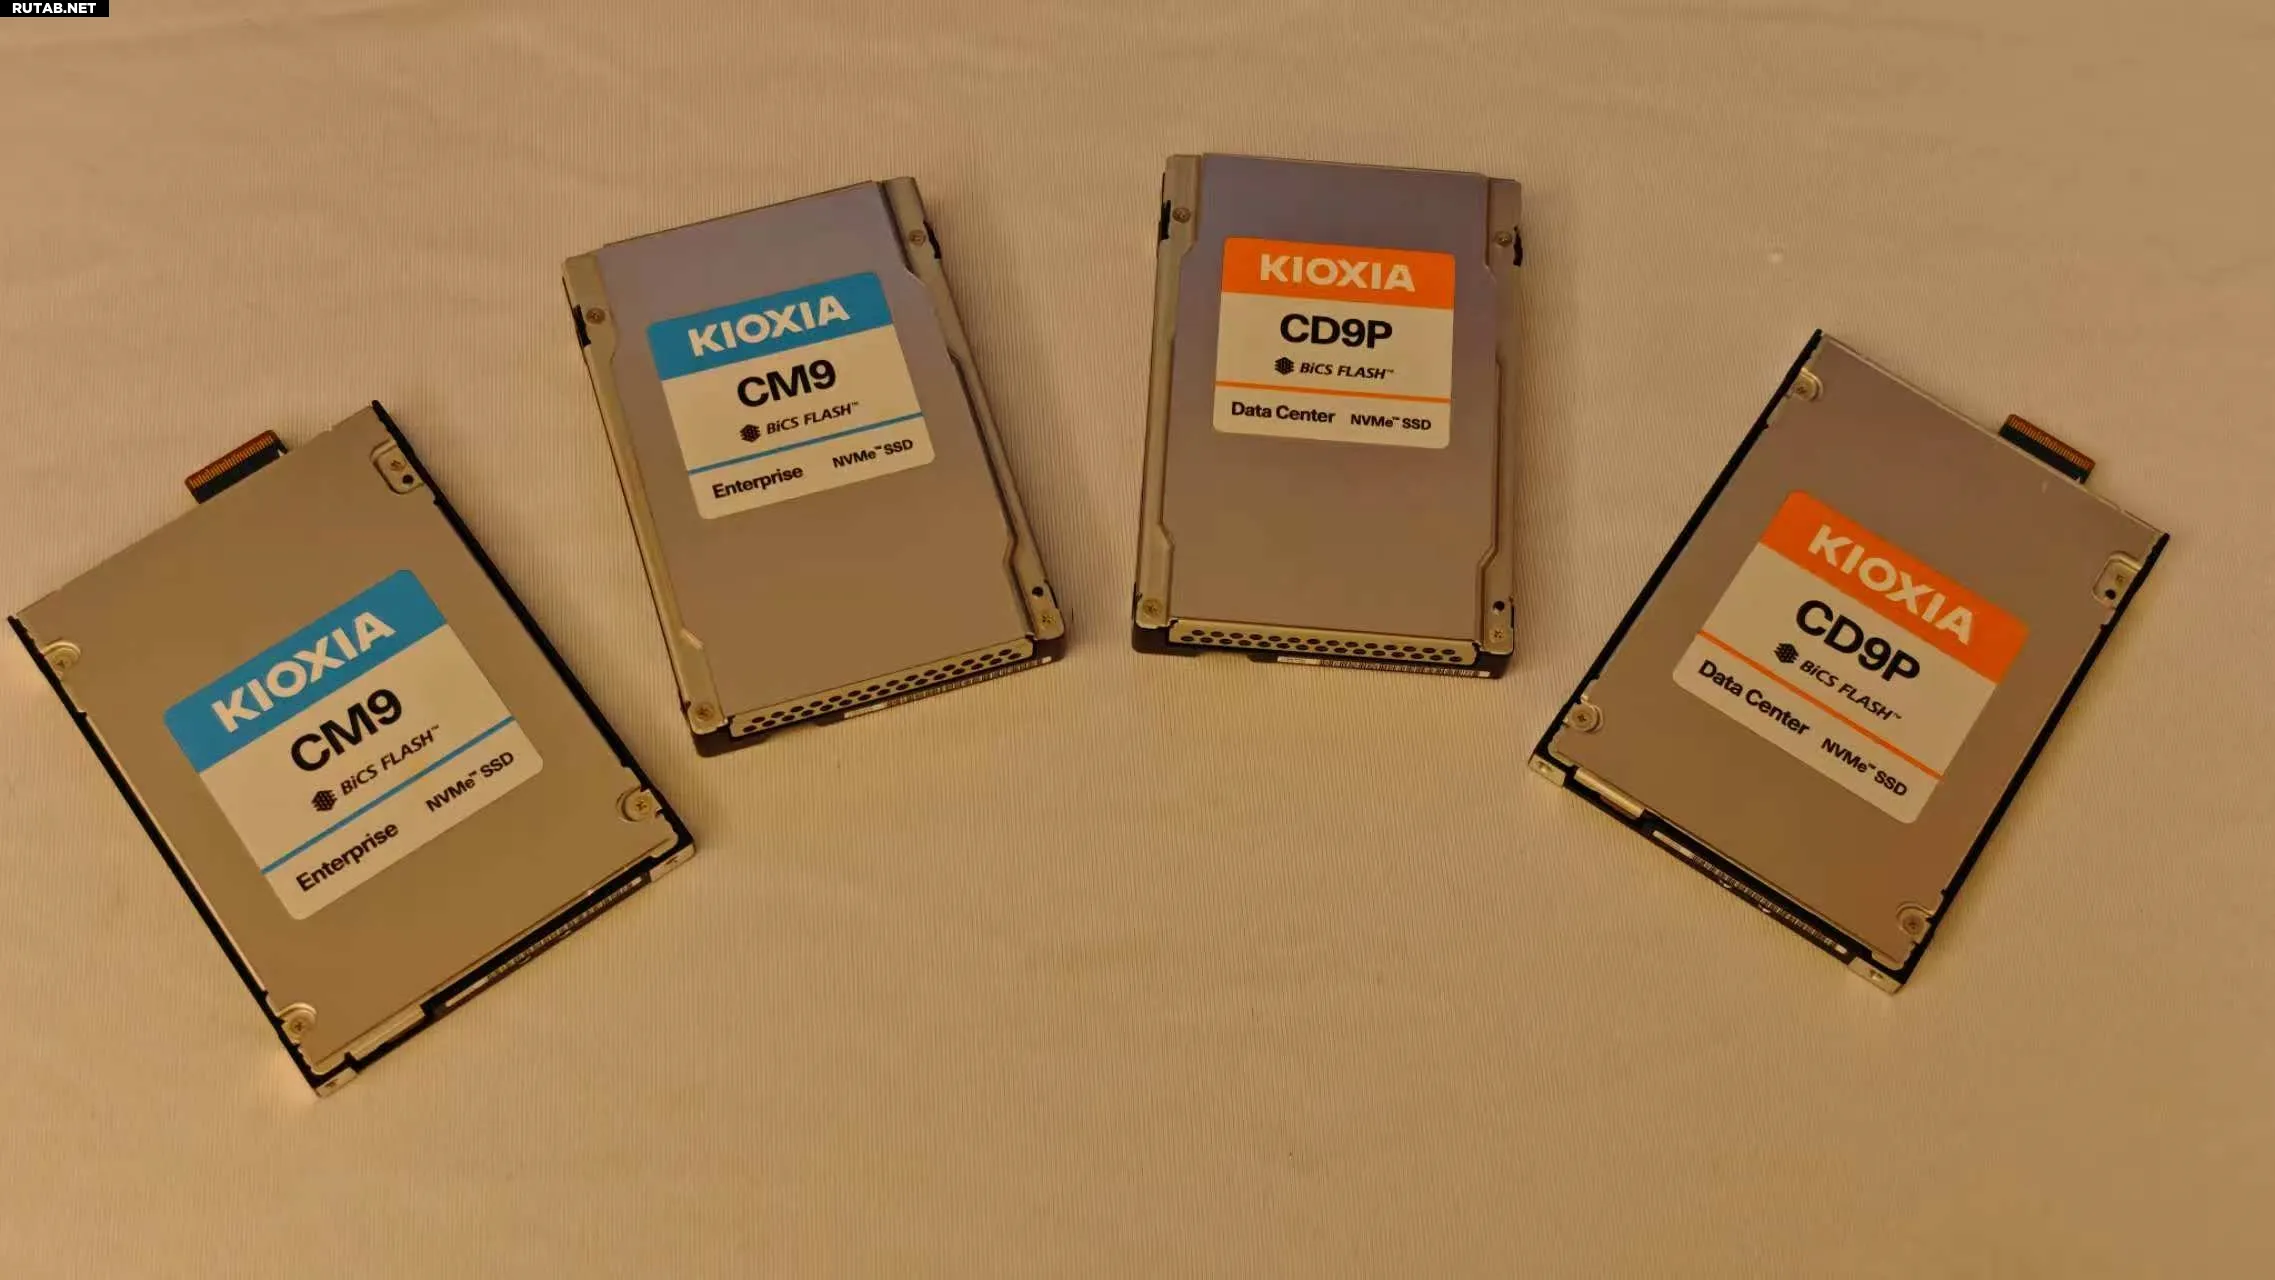 RUTAB.NET
KIOXIA
CM9
BiCS FLASH™
Enterprise NVMe™ SSD
KIOXIA
CM9
BiCS FLASH™
Enterprise NVMe™ SSD
KIOXIA
CD9P
BiCS FLASH™
Data Center NVMe™ SSD
KIOXIA
CD9P
BiCS FLASH™
Data Center NVMe™ SSD